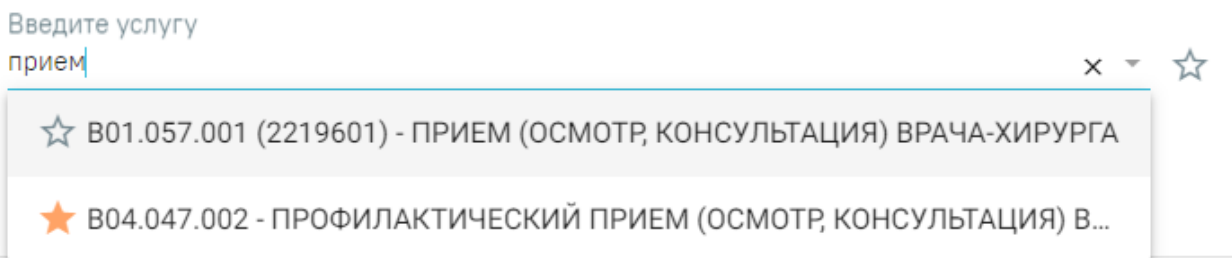 Введите услугу
прием
B01.057.001 (2219601) - ПРИЕМ (ОСМОТР, КОНСУЛЬТАЦИЯ) ВРАЧА-ХИРУРГА
B04.047.002 - ПРОФИЛАКТИЧЕСКИЙ ПРИЕМ (ОСМОТР, КОНСУЛЬТАЦИЯ) В...